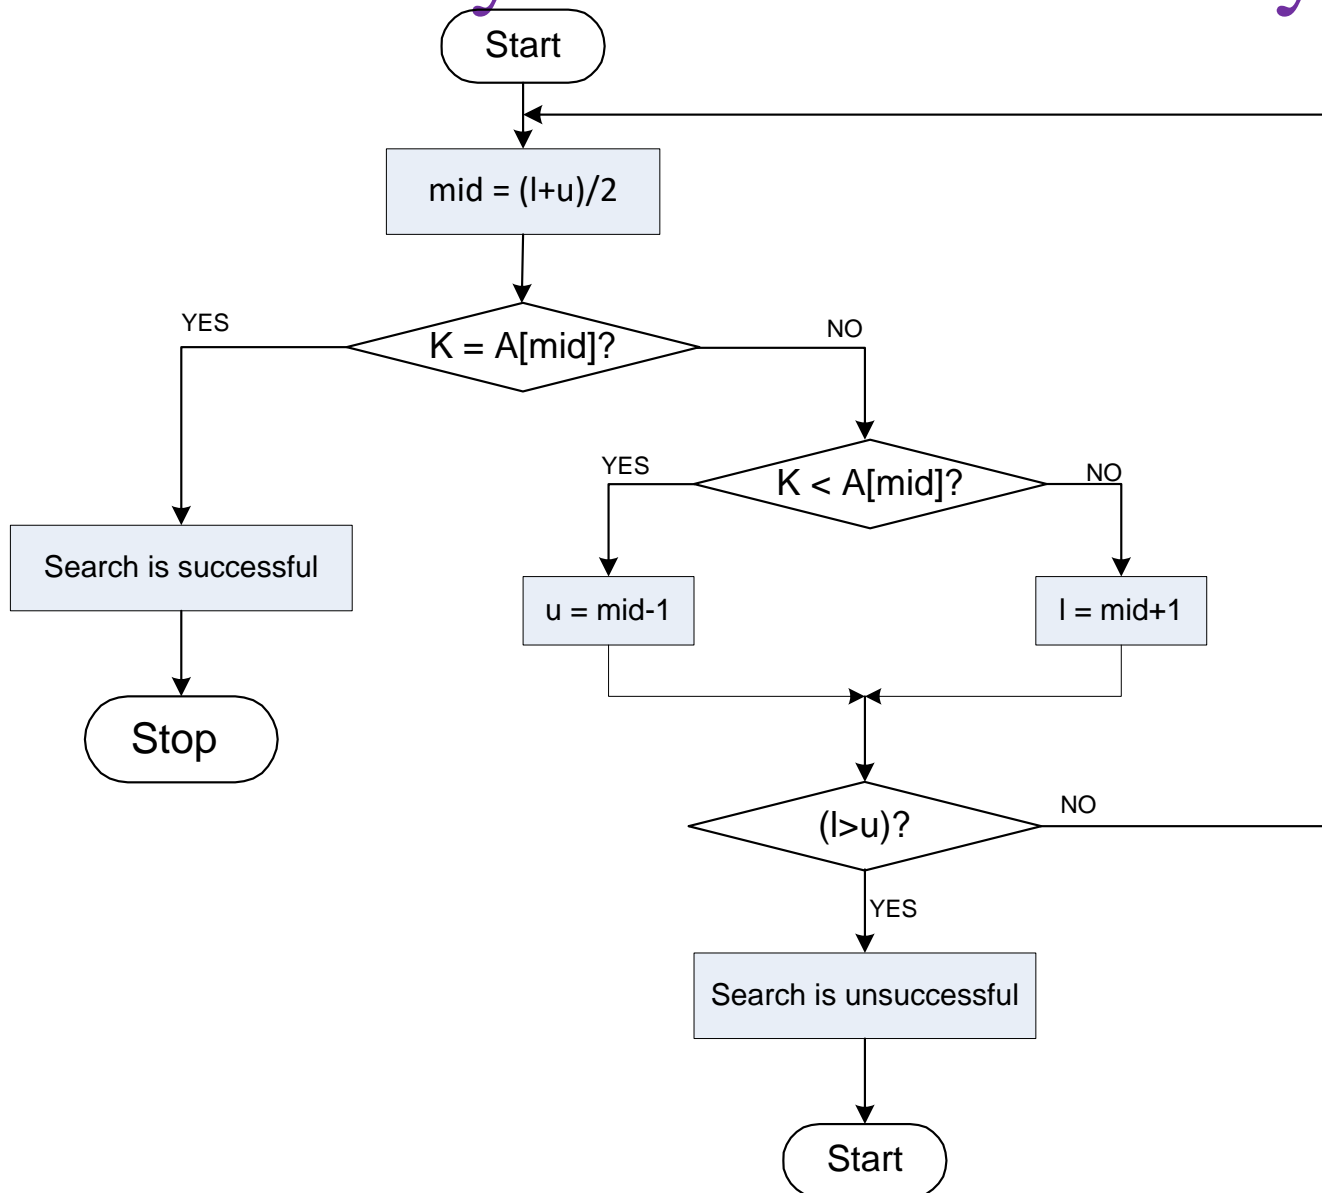 Start
mid = (l+u)/2
YES
K = A[mid]?
NO
YES
K < A[mid]?
NO
Search is successful
u = mid-1
l = mid+1
Stop
(l>u)?
NO
YES
Search is unsuccessful
Start